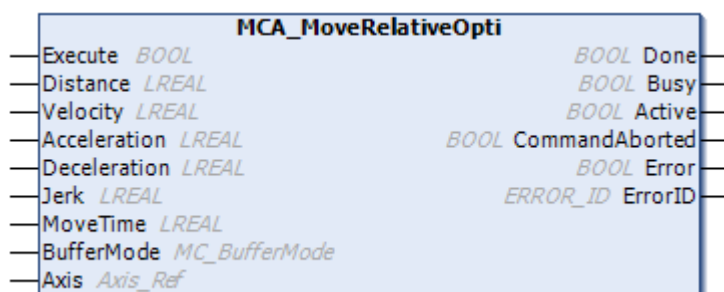 MCA_MoveRelativeOpti
Execute BOOL BOOL Done
Distance LREAL BOOL Busy
Velocity LREAL BOOL Active
Acceleration LREAL BOOL CommandAborted
Deceleration LREAL BOOL Error
Jerk LREAL ERROR_ID ErrorID
MoveTime LREAL
BufferMode MC_BufferMode
Axis Axis_Ref